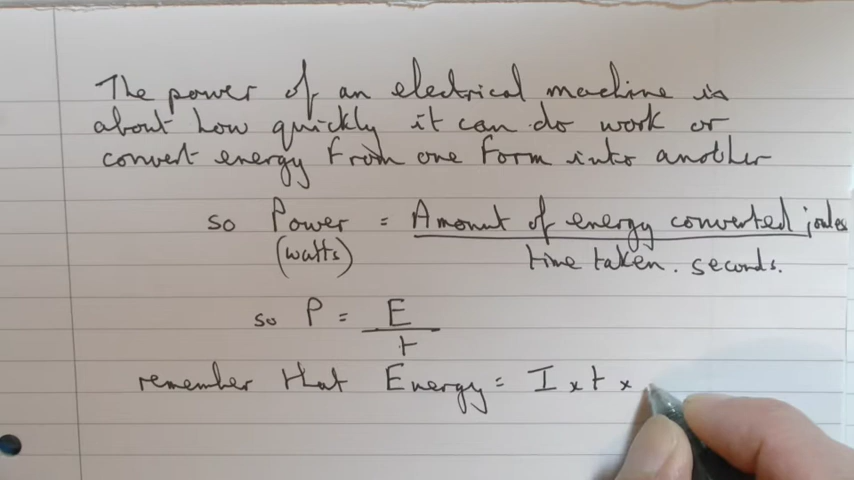 The power of an electrical machine is
about how quickly it can do work or
convert energy from one form into another
so Power = Amount of energy converted joules
(watts) time taken. seconds.
so P = E
t
remember that Energy = I x t x